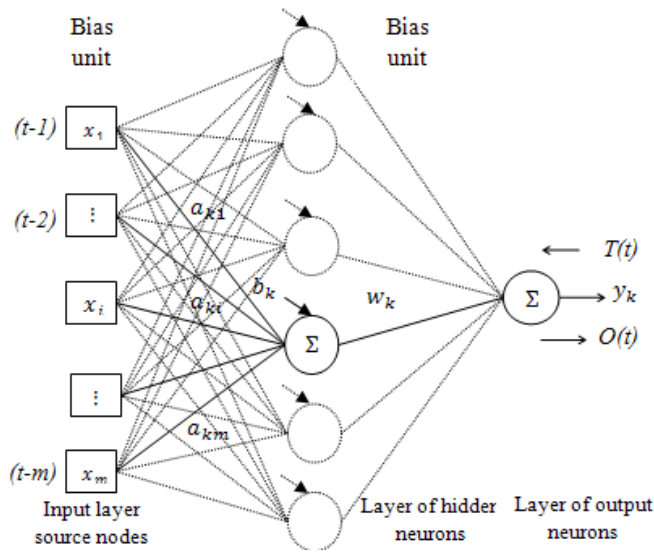 Bias
unit
Bias
unit
(t-1)
x₁
(t-2)
⋮
aₖ₁
xᵢ
aₖᵢ
bₖ
wₖ
Σ
Σ
T(t)
yₖ
O(t)
⋮
aₖₘ
(t-m)
xₘ
Input layer
source nodes
Layer of hidder
neurons
Layer of output
neurons